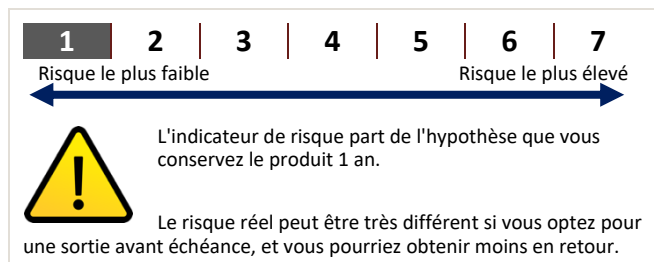 1 2 3 4 5 6 7
Risque le plus faible Risque le plus élevé
L'indicateur de risque part de l'hypothèse que vous
conservez le produit 1 an.
Le risque réel peut être très différent si vous optez pour
une sortie avant échéance, et vous pourriez obtenir moins en retour.